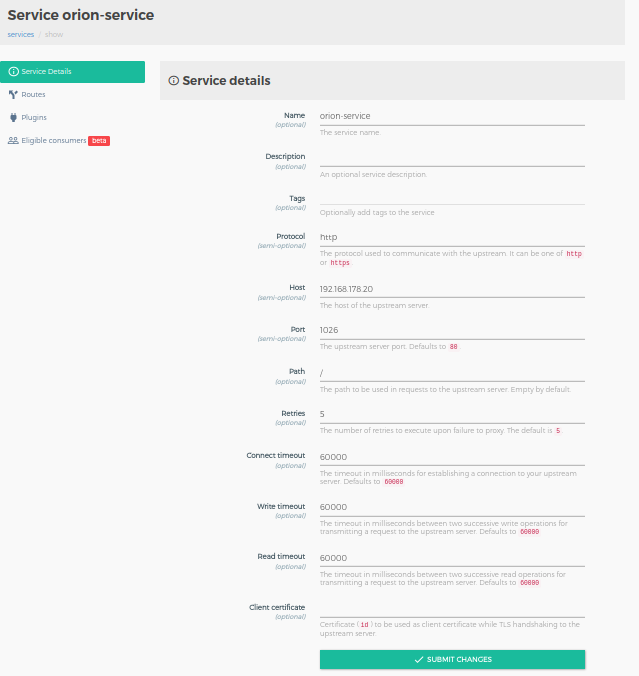 Service orion-service
services / show
Service Details
Routes
Plugins
Eligible consumers beta
Service details
Name
(optional)
orion-service
The service name.
Description
(optional)
An optional service description.
Tags
(optional)
Optionally add tags to the service
Protocol
(semi-optional)
http
The protocol used to communicate with the upstream. It can be one of http
or https.
Host
(semi-optional)
192.168.178.20
The host of the upstream server.
Port
(semi-optional)
1026
The upstream server port. Defaults to 80
Path
(optional)
/
The path to be used in requests to the upstream server. Empty by default.
Retries
(optional)
5
The number of retries to execute upon failure to proxy. The default is 5
Connect timeout
(optional)
60000
The timeout in milliseconds for establishing a connection to your upstream
server. Defaults to 60000
Write timeout
(optional)
60000
The timeout in milliseconds between two successive write operations for
transmitting a request to the upstream server. Defaults to 60000
Read timeout
(optional)
60000
The timeout in milliseconds between two successive read operations for
transmitting a request to the upstream server. Defaults to 60000
Client certificate
(optional)
Certificate ( id ) to be used as client certificate while TLS handshaking to the
upstream server.
SUBMIT CHANGES